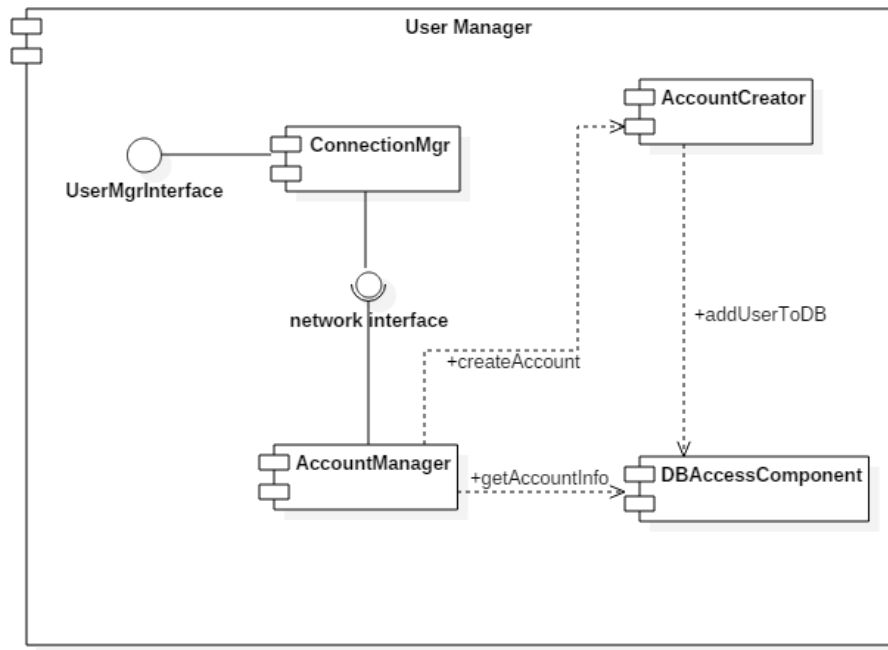 User Manager
AccountCreator
ConnectionMgr
UserMgrInterface
network interface
+addUserToDB
+createAccount
AccountManager
+getAccountInfo
DBAccessComponent